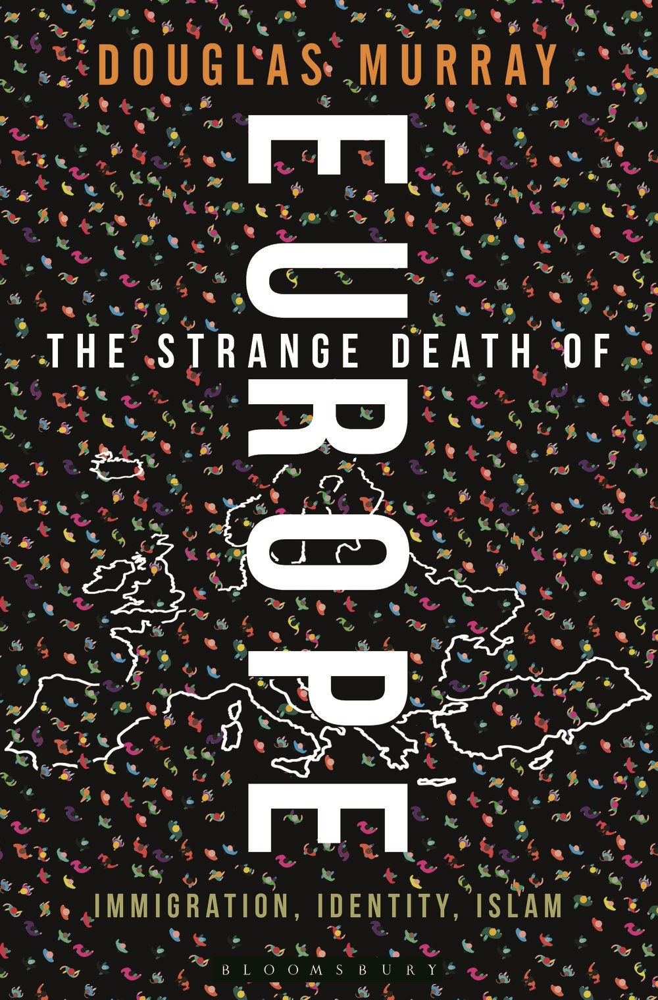 DOUGLAS MURRAY
THE STRANGE DEATH OF
EUROPE
IMMIGRATION, IDENTITY, ISLAM
BLOOMSBURY